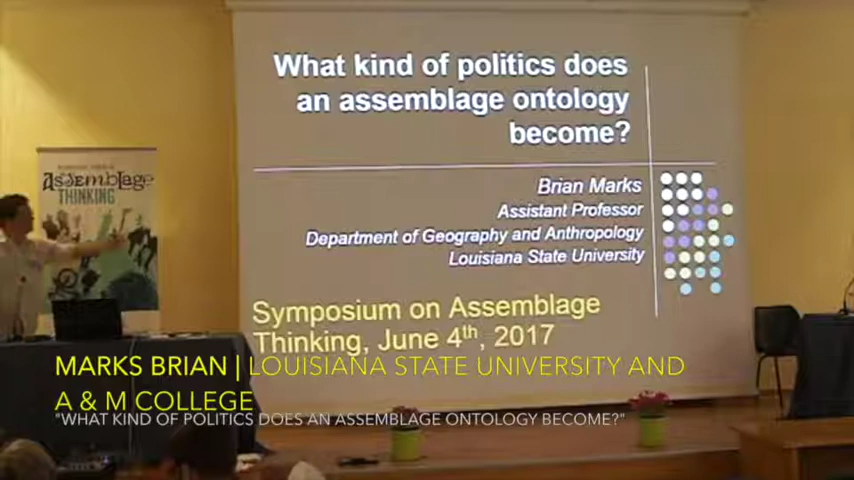 What kind of politics does
an assemblage ontology
become?
Brian Marks
Assistant Professor
Department of Geography and Anthropology
Louisiana State University
Symposium on Assemblage
Thinking, June 4th, 2017
AssemBlage
THINKING
MARKS BRIAN | LOUISIANA STATE UNIVERSITY AND
A & M COLLEGE
"WHAT KIND OF POLITICS DOES AN ASSEMBLAGE ONTOLOGY BECOME?"